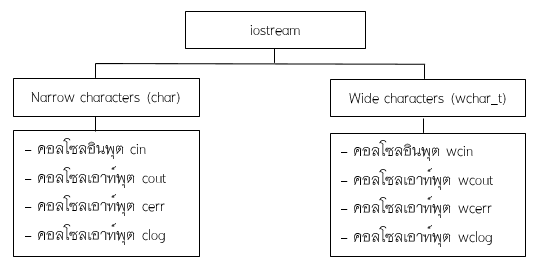 iostream
Narrow characters (char)
- คอลโซลอินพุต cin
- คอลโซลเอาท์พุต cout
- คอลโซลเอาท์พุต cerr
- คอลโซลเอาท์พุต clog
Wide characters (wchar_t)
- คอลโซลอินพุต wcin
- คอลโซลเอาท์พุต wcout
- คอลโซลเอาท์พุต wcerr
- คอลโซลเอาท์พุต wclog